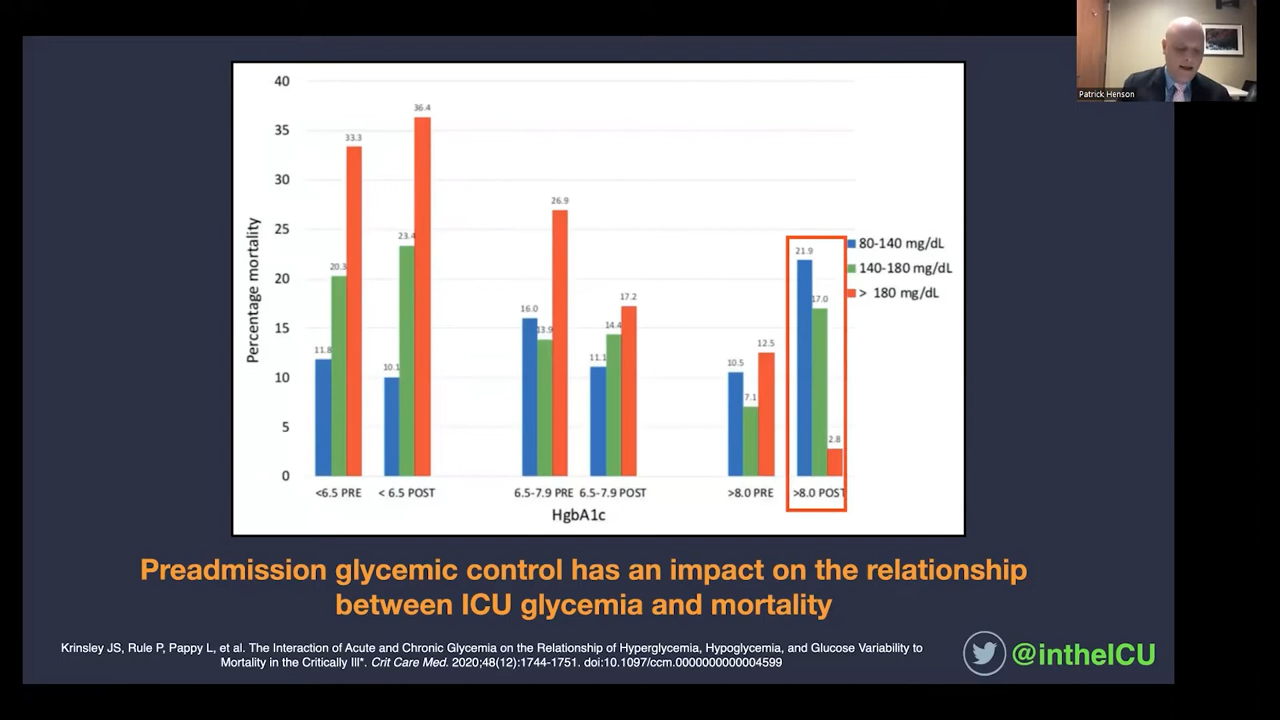 Patrick Henson
40
35
30
25
20
15
10
5
0
Percentage mortality
11.8
20.3
33.3
10.1
23.4
36.4
16.0
13.9
26.9
11.1
14.4
17.2
10.5
7.1
12.5
21.9
17.0
2.8
80-140 mg/dL
140-180 mg/dL
> 180 mg/dL
<6.5 PRE
< 6.5 POST
6.5-7.9 PRE
6.5-7.9 POST
>8.0 PRE
>8.0 POST
HgbA1c
Preadmission glycemic control has an impact on the relationship
between ICU glycemia and mortality
Krinsley JS, Rule P, Pappy L, et al. The Interaction of Acute and Chronic Glycemia on the Relationship of Hyperglycemia, Hypoglycemia, and Glucose Variability to
Mortality in the Critically Ill*. Crit Care Med. 2020;48(12):1744-1751. doi:10.1097/ccm.0000000000004599
@intheICU